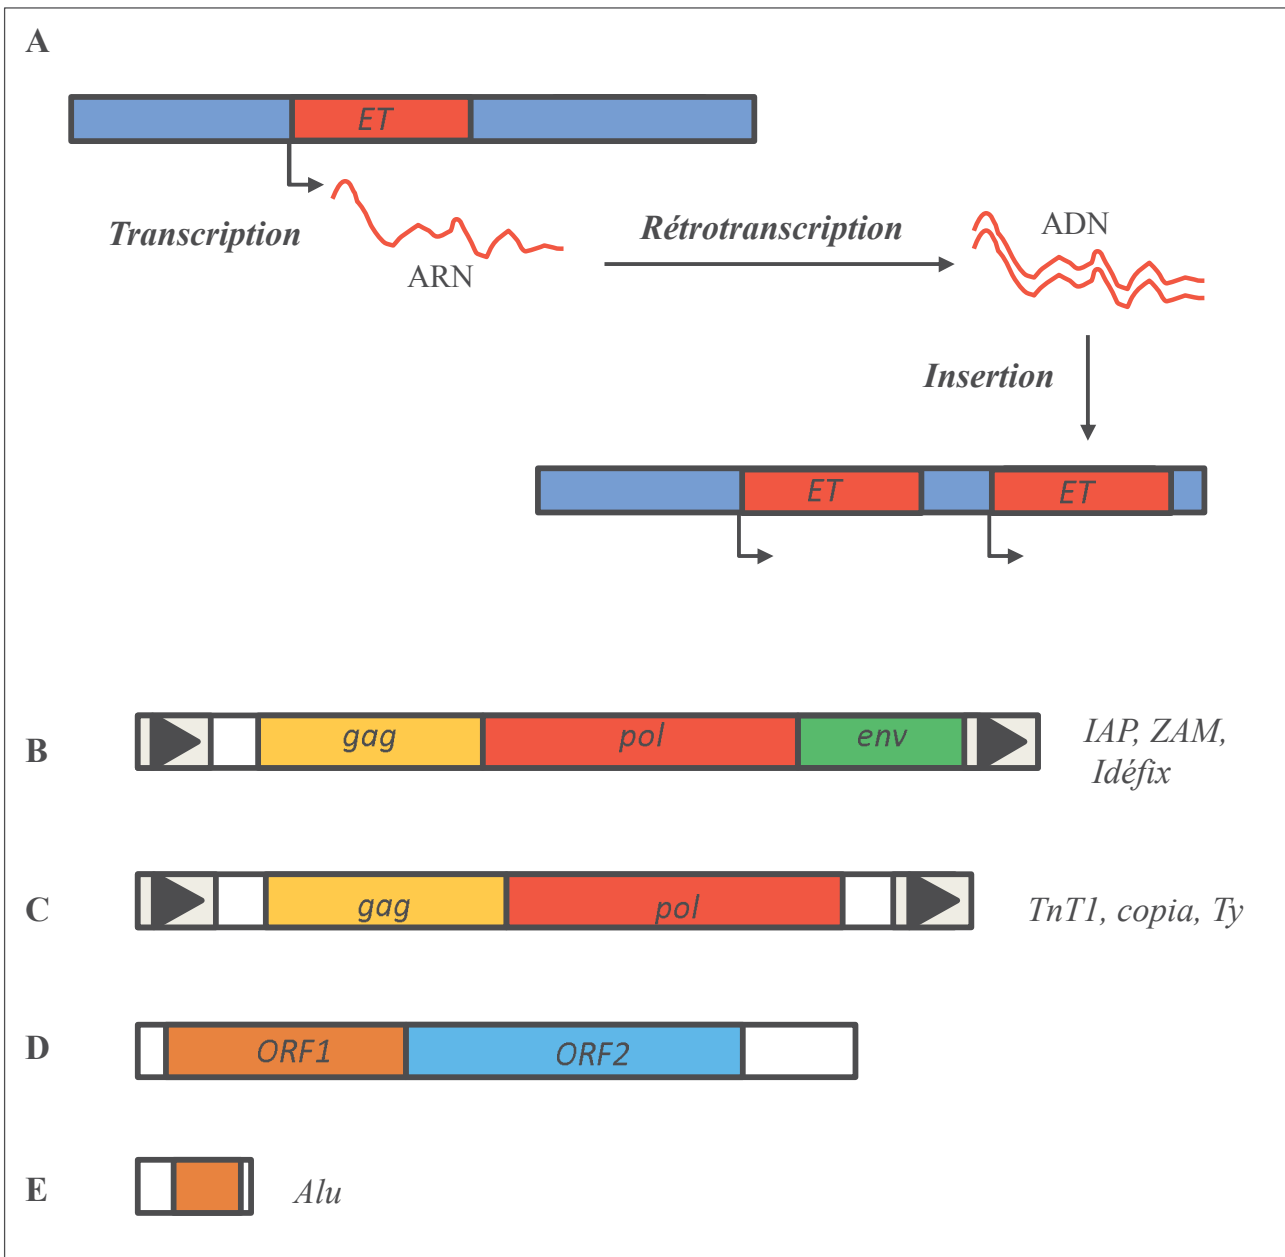 A
ET
Transcription
ARN
Rétrotranscription
ADN
Insertion
ET
ET
B
gag
pol
env
IAP, ZAM,
Idéfix
C
gag
pol
TnT1, copia, Ty
D
ORF1
ORF2
E
Alu